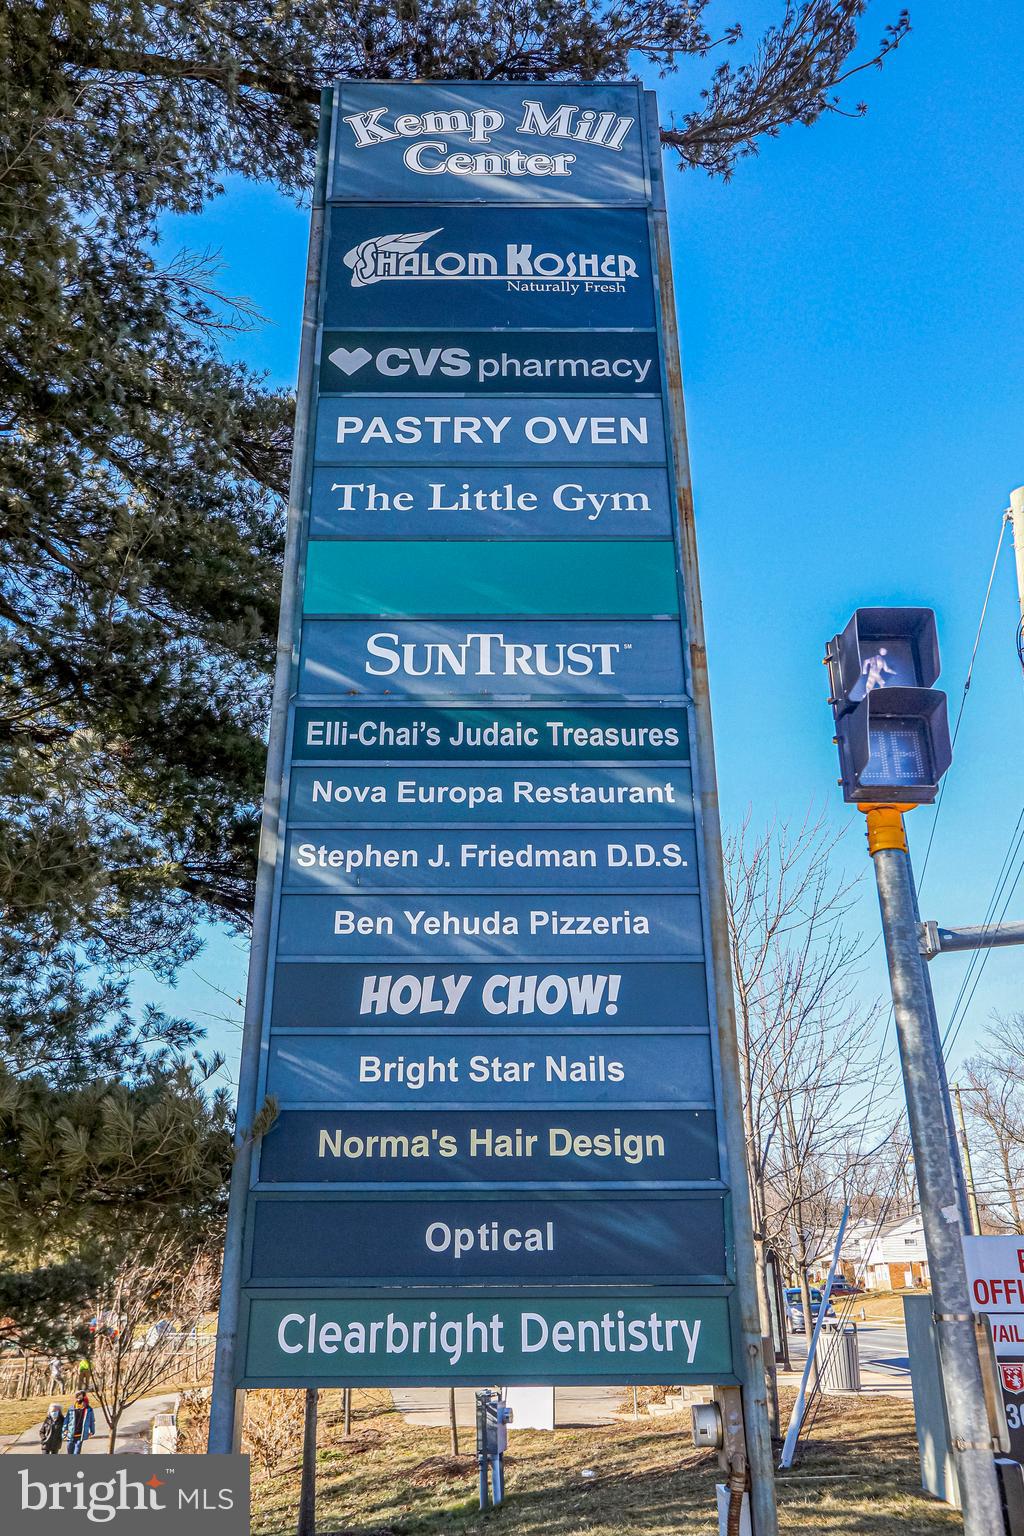 Kemp Mill
Center
SHALOM KOSHER
Naturally Fresh
CVS pharmacy
PASTRY OVEN
The Little Gym
SUNTRUST℠
Elli-Chai's Judaic Treasures
Nova Europa Restaurant
Stephen J. Friedman D.D.S.
Ben Yehuda Pizzeria
HOLY CHOW!
Bright Star Nails
Norma's Hair Design
Optical
Clearbright Dentistry
bright™ MLS